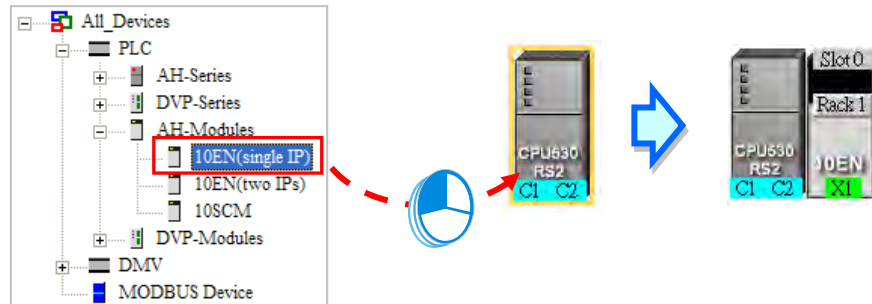 All_Devices
PLC
AH-Series
DVP-Series
AH-Modules
10EN(single IP)
10EN(two IPs)
10SCM
DVP-Modules
DMV
MODBUS Device
CPU530
RS2
C1 C2
Slot 0
Rack 1
CPU530
RS2
C1 C2
10EN
X1